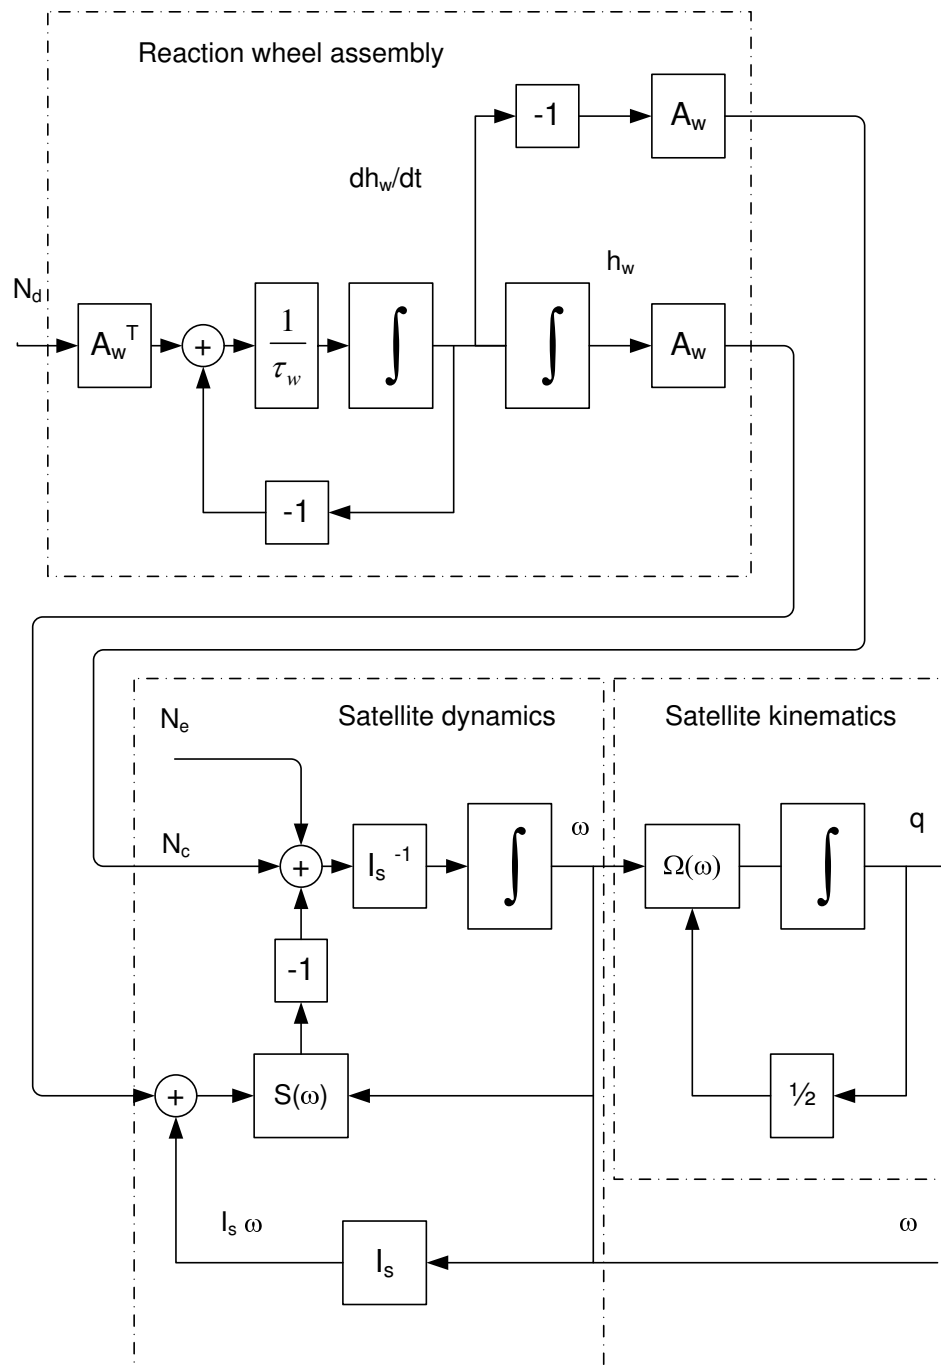 Reaction wheel assembly
-1
A_w
dh_w/dt
h_w
N_d
A_w^T
+
1/τ_w
∫
∫
A_w
-1
N_e
Satellite dynamics
Satellite kinematics
N_c
+
I_s^-1
∫
ω
Ω(ω)
∫
q
-1
+
S(ω)
½
I_s ω
I_s
ω